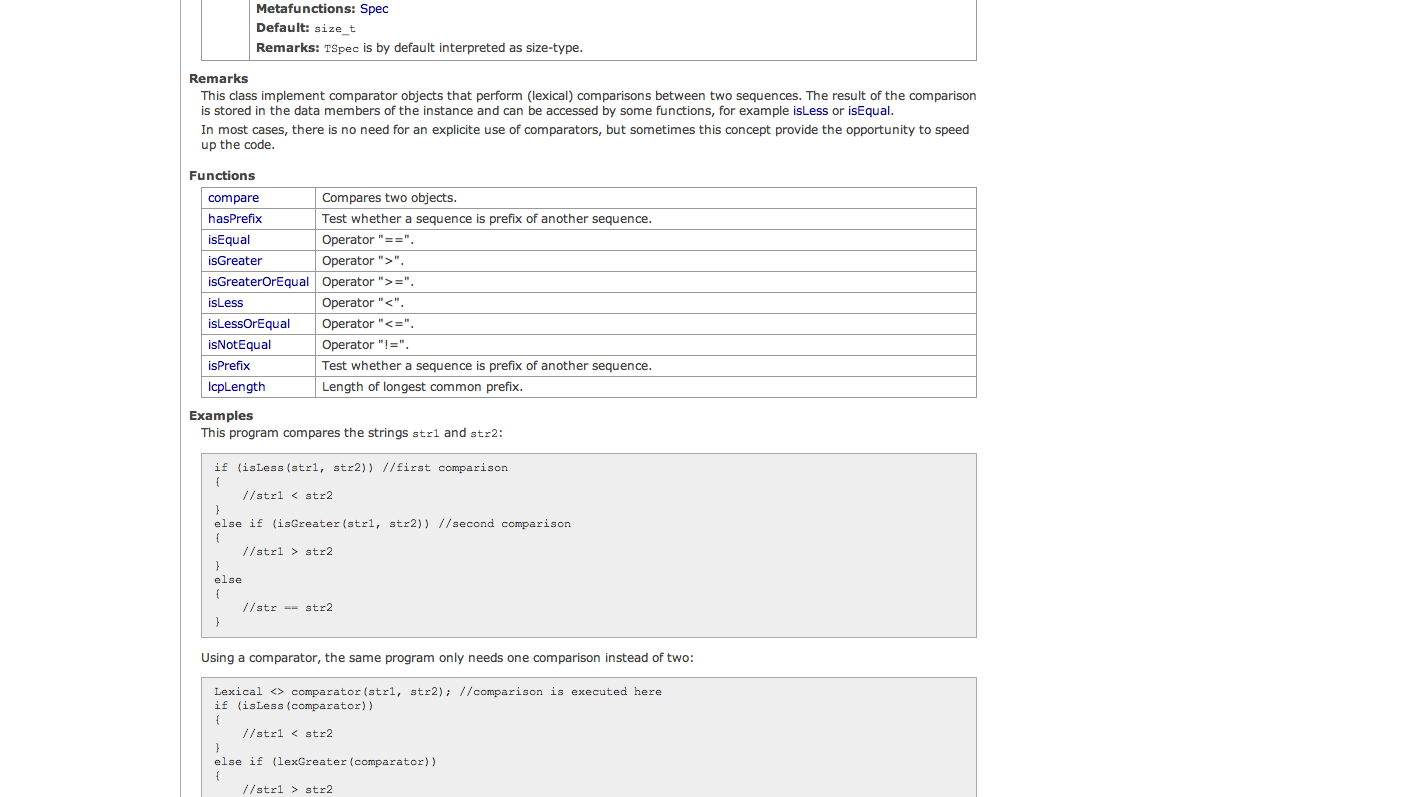 Metafunctions: Spec
Default: size_t
Remarks: TSpec is by default interpreted as size-type.
Remarks
This class implement comparator objects that perform (lexical) comparisons between two sequences. The result of the comparison
is stored in the data members of the instance and can be accessed by some functions, for example isLess or isEqual.
In most cases, there is no need for an explicite use of comparators, but sometimes this concept provide the opportunity to speed
up the code.
Functions
compare Compares two objects.
hasPrefix Test whether a sequence is prefix of another sequence.
isEqual Operator "==".
isGreater Operator ">".
isGreaterOrEqual Operator ">=".
isLess Operator "<".
isLessOrEqual Operator "<=".
isNotEqual Operator "!=".
isPrefix Test whether a sequence is prefix of another sequence.
lcpLength Length of longest common prefix.
Examples
This program compares the strings str1 and str2:
if (isLess(str1, str2)) //first comparison
{
    //str1 < str2
}
else if (isGreater(str1, str2)) //second comparison
{
    //str1 > str2
}
else
{
    //str == str2
}
Using a comparator, the same program only needs one comparison instead of two:
Lexical <> comparator(str1, str2); //comparison is executed here
if (isLess(comparator))
{
    //str1 < str2
}
else if (lexGreater(comparator))
{
    //str1 > str2